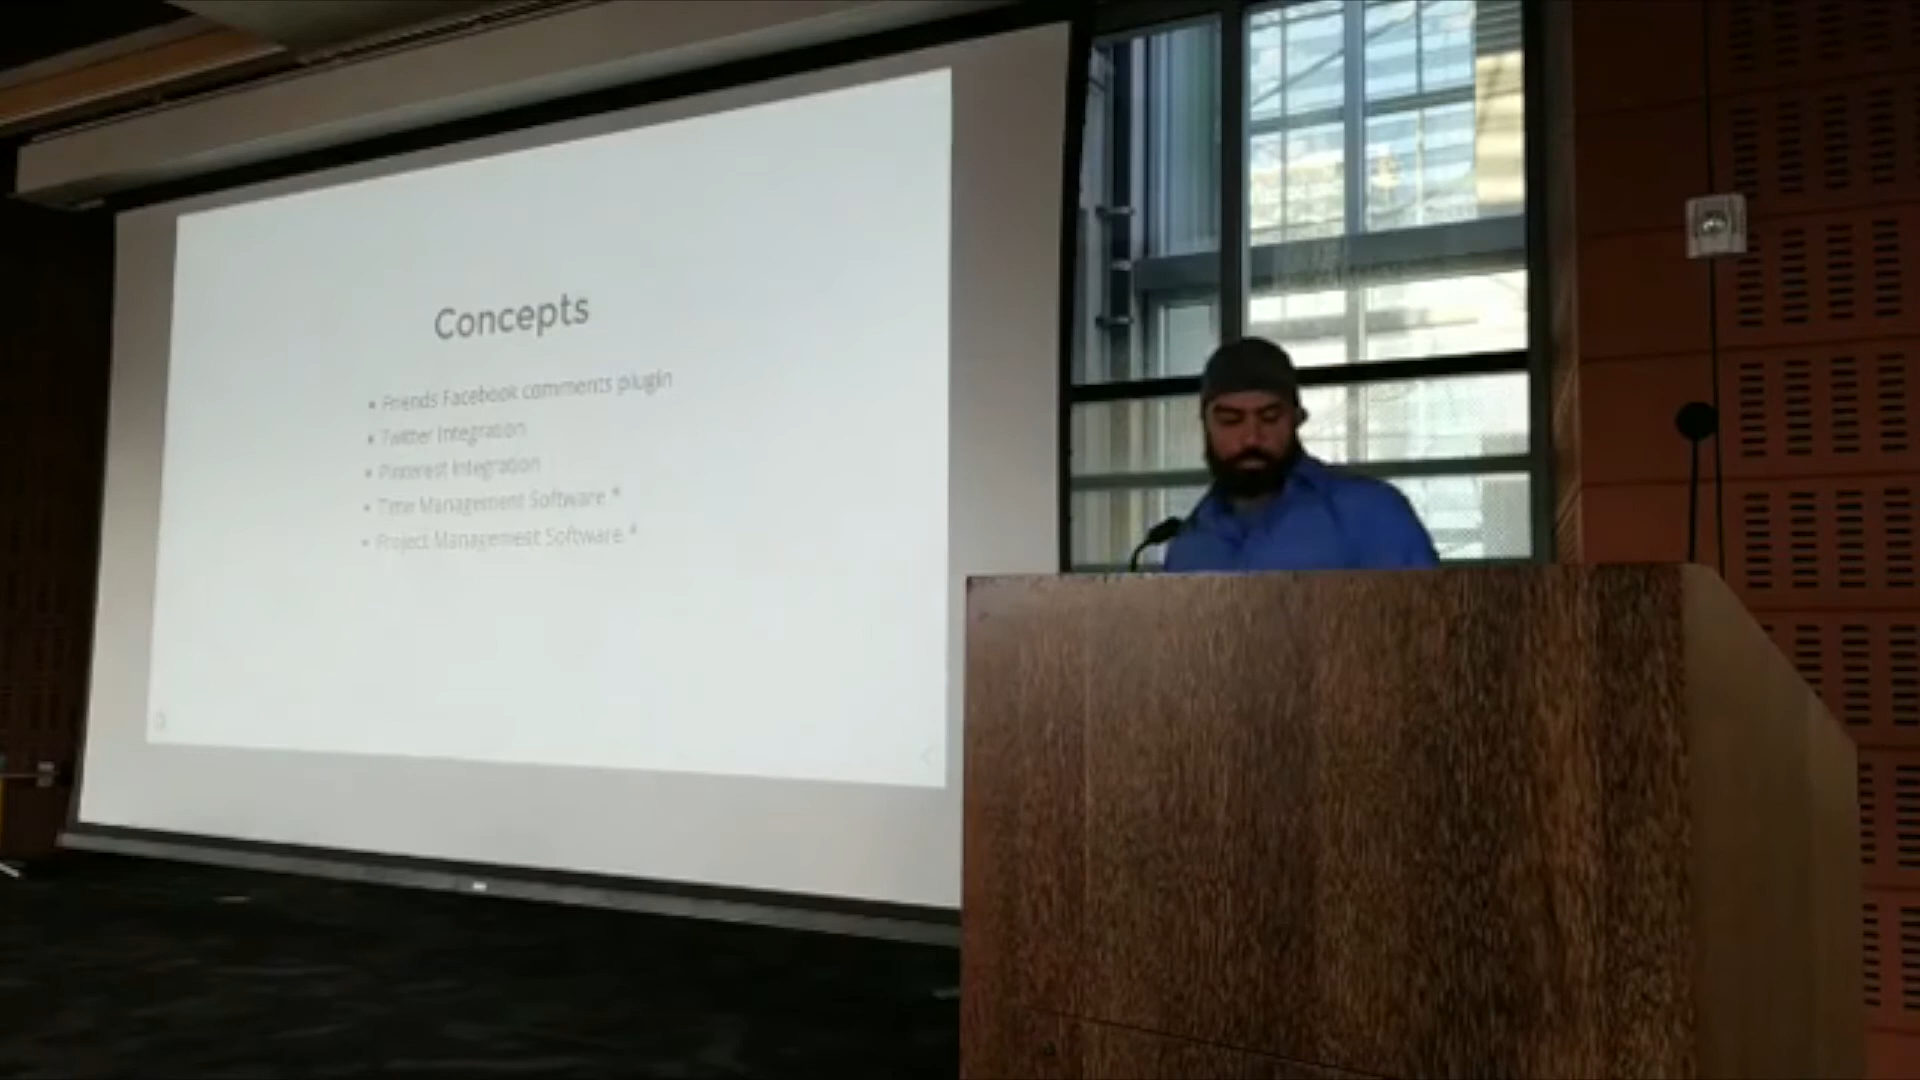 Concepts
• Friends Facebook comments plugin
• Twitter Integration
• Pinterest Integration
• Time Management Software *
• Project Management Software *